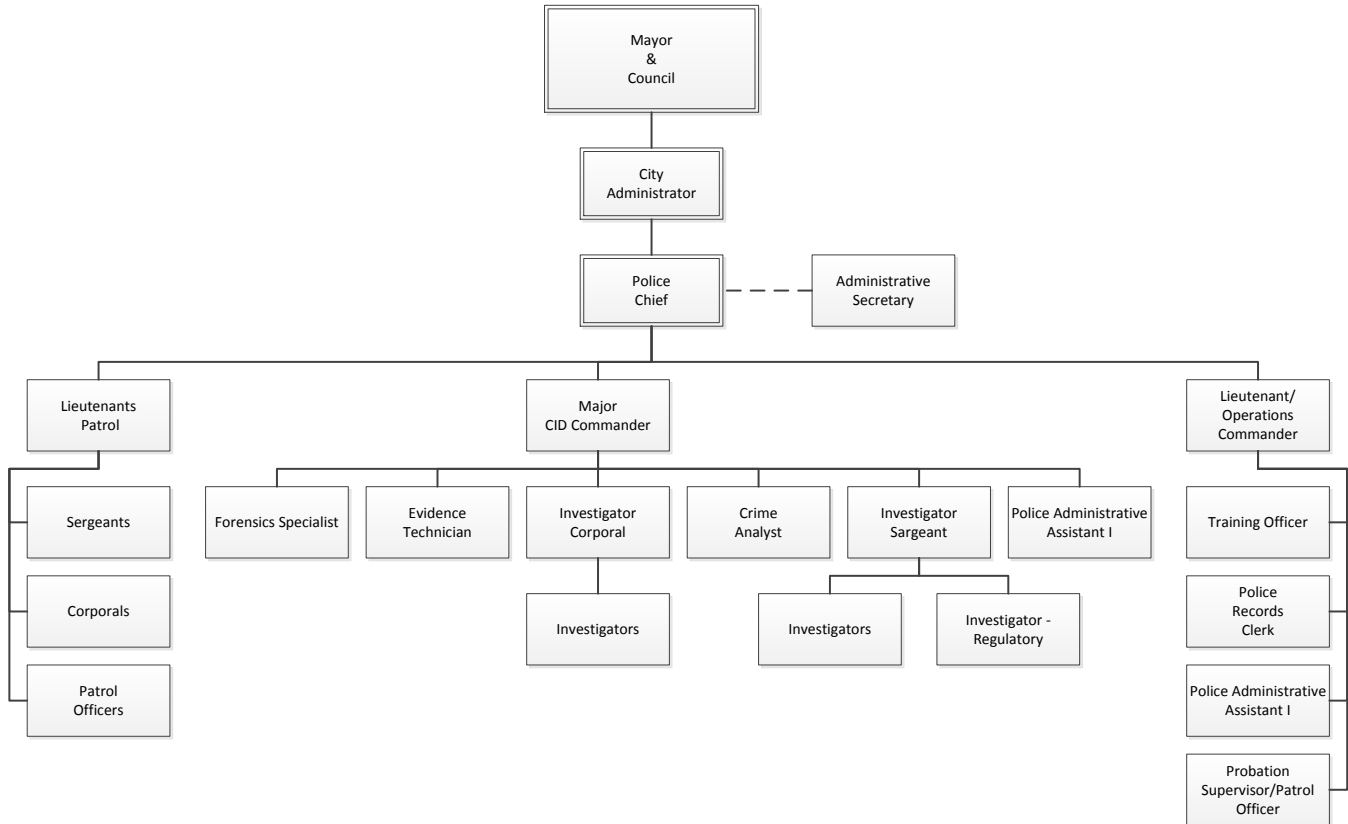 Mayor
&
Council
City
Administrator
Police
Chief
Administrative
Secretary
Lieutenants
Patrol
Major
CID Commander
Lieutenant/
Operations
Commander
Sergeants
Forensics Specialist
Evidence
Technician
Investigator
Corporal
Crime
Analyst
Investigator
Sargeant
Police Administrative
Assistant I
Training Officer
Corporals
Investigators
Investigators
Investigator -
Regulatory
Police
Records
Clerk
Patrol
Officers
Police Administrative
Assistant I
Probation
Supervisor/Patrol
Officer